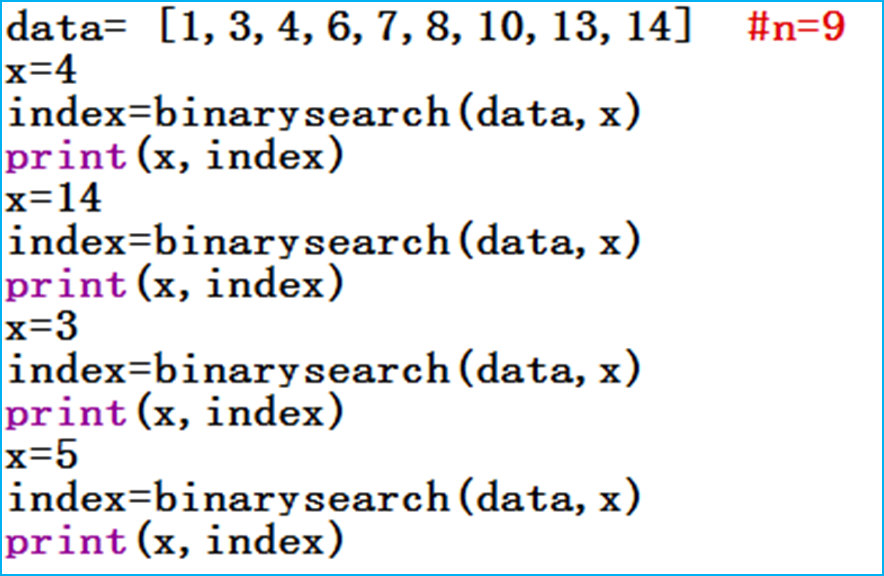 data= [1, 3, 4, 6, 7, 8, 10, 13, 14]  #n=9
x=4
index=binarysearch(data, x)
print(x, index)
x=14
index=binarysearch(data, x)
print(x, index)
x=3
index=binarysearch(data, x)
print(x, index)
x=5
index=binarysearch(data, x)
print(x, index)